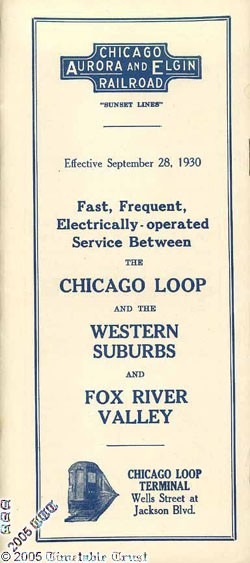 CHICAGO
AURORA AND ELGIN
RAILROAD
"SUNSET LINES"
Effective September 28, 1930
Fast, Frequent,
Electrically-operated
Service Between
THE
CHICAGO LOOP
AND THE
WESTERN
SUBURBS
AND
FOX RIVER
VALLEY
CHICAGO LOOP
TERMINAL
Wells Street at
Jackson Blvd.
2005
©2005 Timetable Trust